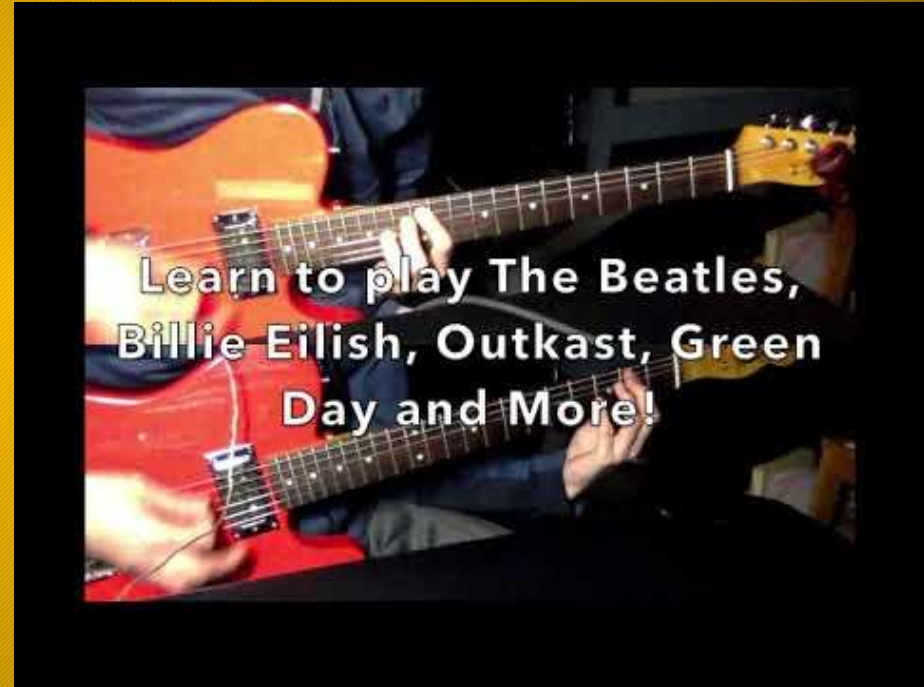 Learn to play The Beatles,
Billie Eilish, Outkast, Green
Day and More!